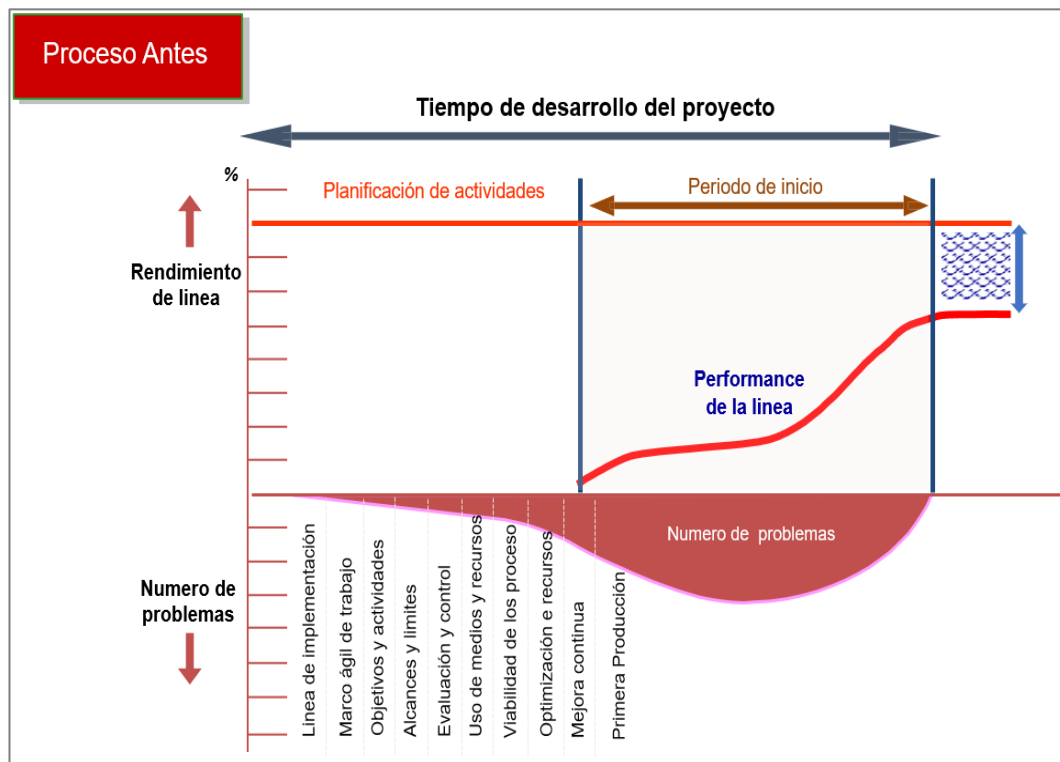 Proceso Antes
Tiempo de desarrollo del proyecto
%
Planificación de actividades
Periodo de inicio
Rendimiento
de linea
Performance
de la linea
Numero de problemas
Numero de
problemas
Linea de implementación
Marco ágil de trabajo
Objetivos y actividades
Alcances y limites
Evaluación y control
Uso de medios y recursos
Viabilidad de los proceso
Optimización e recursos
Mejora continua
Primera Producción